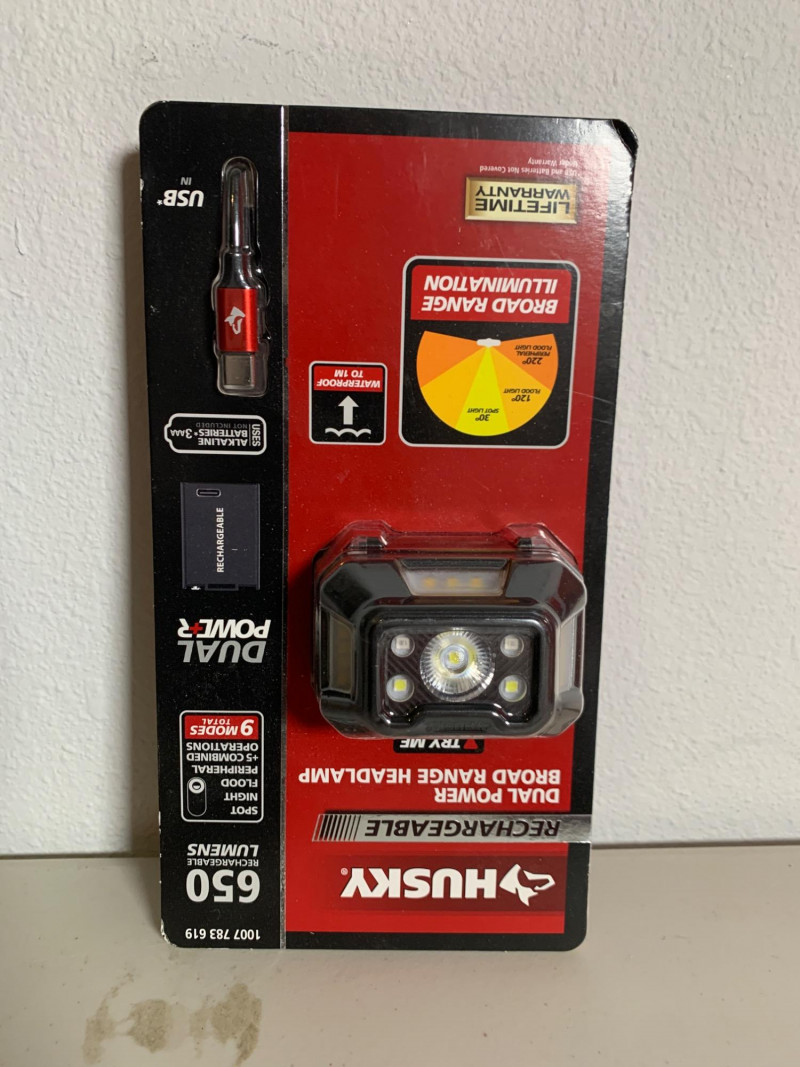 HUSKY®
RECHARGEABLE
DUAL POWER
BROAD RANGE HEADLAMP
TRY ME
1007 783 619
650
RECHARGEABLE
LUMENS
SPOT
NIGHT
FLOOD
PERIPHERAL
+5 COMBINED
OPERATIONS
9 MODES
TOTAL
DUAL
POWER
RECHARGEABLE
USES
ALKALINE
BATTERIES* 3AAA
NOT INCLUDED
USB*
IN
WATERPROOF
TO 1M
30°
SPOT LIGHT
120°
FLOOD LIGHT
220°
PERIPHERAL
FLOOD LIGHT
BROAD RANGE
ILLUMINATION
LIFETIME
WARRANTY
and Batteries Not Covered
Under Warranty